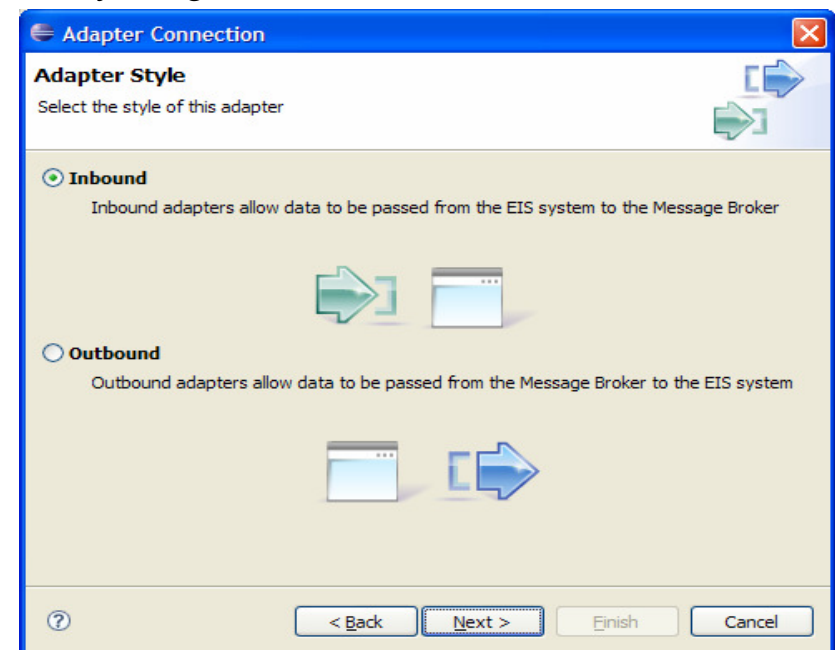 Adapter Connection
Adapter Style
Select the style of this adapter
Inbound
Inbound adapters allow data to be passed from the EIS system to the Message Broker
Outbound
Outbound adapters allow data to be passed from the Message Broker to the EIS system
? < Back Next > Finish Cancel